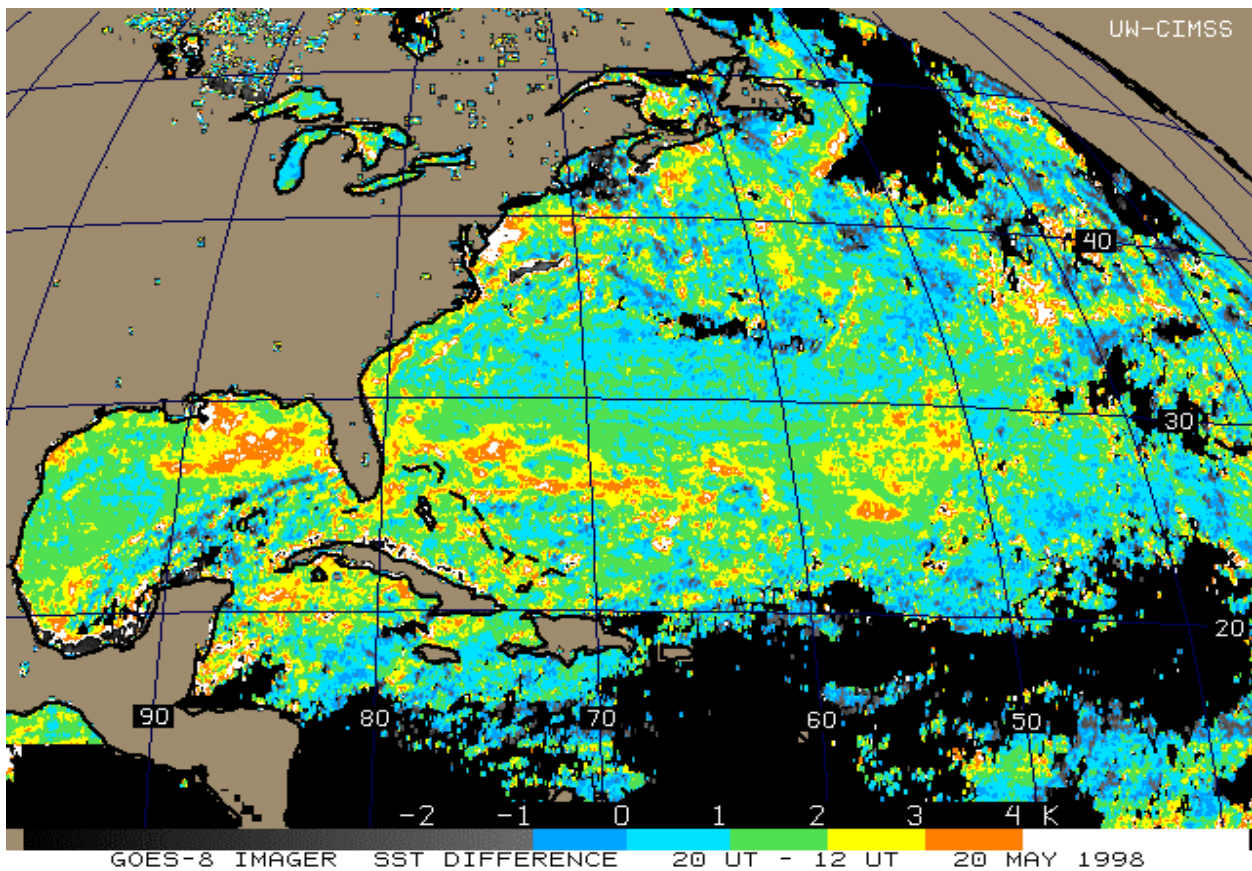 UW-CIMSS
40
30
20
90 80 70 60 50
-2 -1 0 1 2 3 4 K
GOES-8 IMAGER SST DIFFERENCE 20 UT - 12 UT 20 MAY 1998